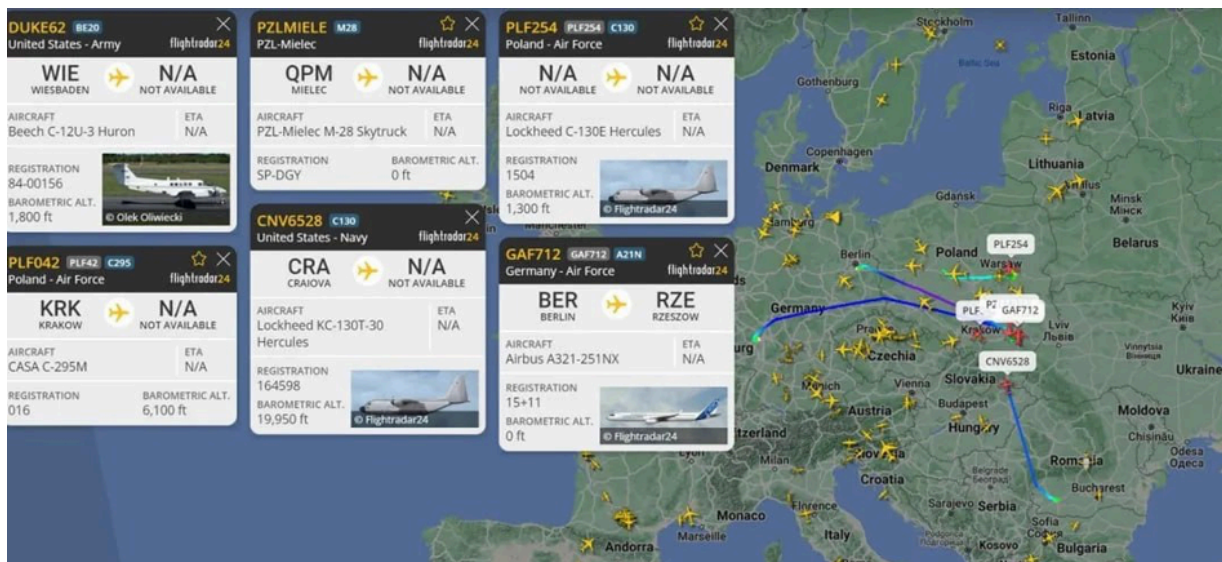 DUKE62 BE20
United States - Army
flightradar24
WIE
WIESBADEN
N/A
NOT AVAILABLE
AIRCRAFT
Beech C-12U-3 Huron
ETA
N/A
REGISTRATION
84-00156
BAROMETRIC ALT.
1,800 ft
© Olek Oliwiecki
PZLMIELE M28
PZL-Mielec
flightradar24
QPM
MIELEC
N/A
NOT AVAILABLE
AIRCRAFT
PZL-Mielec M-28 Skytruck
ETA
N/A
REGISTRATION
SP-DGY
BAROMETRIC ALT.
0 ft
PLF254 PLF254 C130
Poland - Air Force
flightradar24
N/A
NOT AVAILABLE
N/A
NOT AVAILABLE
AIRCRAFT
Lockheed C-130E Hercules
ETA
N/A
REGISTRATION
1504
BAROMETRIC ALT.
1,300 ft
© Flightradar24
PLF042 PLF42 C295
Poland - Air Force
flightradar24
KRK
KRAKOW
N/A
NOT AVAILABLE
AIRCRAFT
CASA C-295M
ETA
N/A
REGISTRATION
016
BAROMETRIC ALT.
6,100 ft
CNV6528 C130
United States - Navy
flightradar24
CRA
CRAIOVA
N/A
NOT AVAILABLE
AIRCRAFT
Lockheed KC-130T-30
Hercules
ETA
N/A
REGISTRATION
164598
BAROMETRIC ALT.
19,950 ft
© Flightradar24
GAF712 GAF712 A21N
Germany - Air Force
flightradar24
BER
BERLIN
RZE
RZESZOW
AIRCRAFT
Airbus A321-251NX
ETA
N/A
REGISTRATION
15+11
BAROMETRIC ALT.
0 ft
© Flightradar24
Stockholm
Tallinn
Estonia
Baltic Sea
Gothenburg
Riga
Latvia
Copenhagen
Denmark
Lithuania
Vilnius
Gdańsk
Minsk
Мінск
Hamburg
Belarus
Berlin
Poland
PLF254
Warsaw
Germany
PLF.
PZ
GAF712
Kraków
Lviv
Львів
Kyiv
Київ
Czechia
CNV6528
Vinnytsia
Вінниця
Ukraine
Munich
Vienna
Slovakia
Austria
Budapest
Hungary
Moldova
Chișinău
Odesa
Одеса
Milan
Croatia
Belgrade
Romania
Bucharest
Monaco
Florence
Sarajevo
Serbia
Marseille
Italy
Sofia
Kosovo
Bulgaria
Andorra